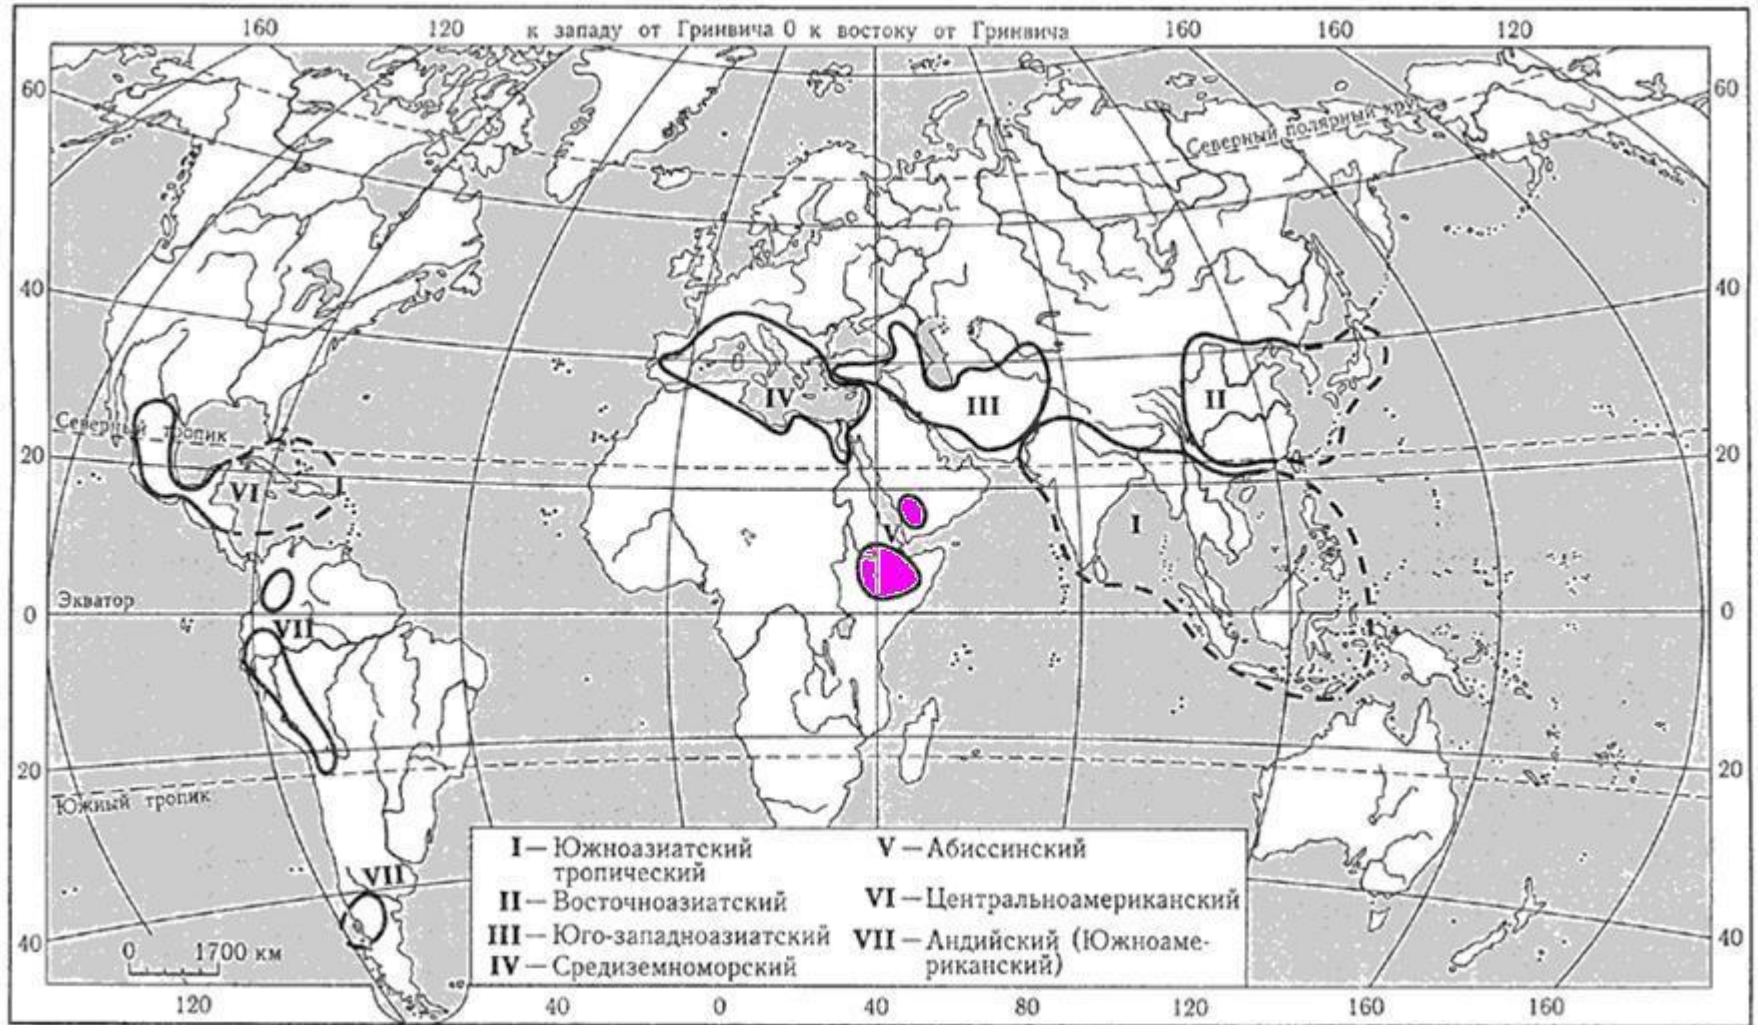 160 120 к западу от Гринвича 0 к востоку от Гринвича 160 160 120
60 60
Северный полярный круг
40 40
IV III II
Северный тропик
20 20
VI
I
V
Экватор
0 0
VII
20 20
Южный тропик
I — Южноазиатский тропический
II — Восточноазиатский
III — Юго-западноазиатский
IV — Средиземноморский
V — Абиссинский
VI — Центральноамериканский
VII — Андийский (Южноаме-
риканский)
VII
40 40
0 1700 км
120 40 0 40 80 120 160 160